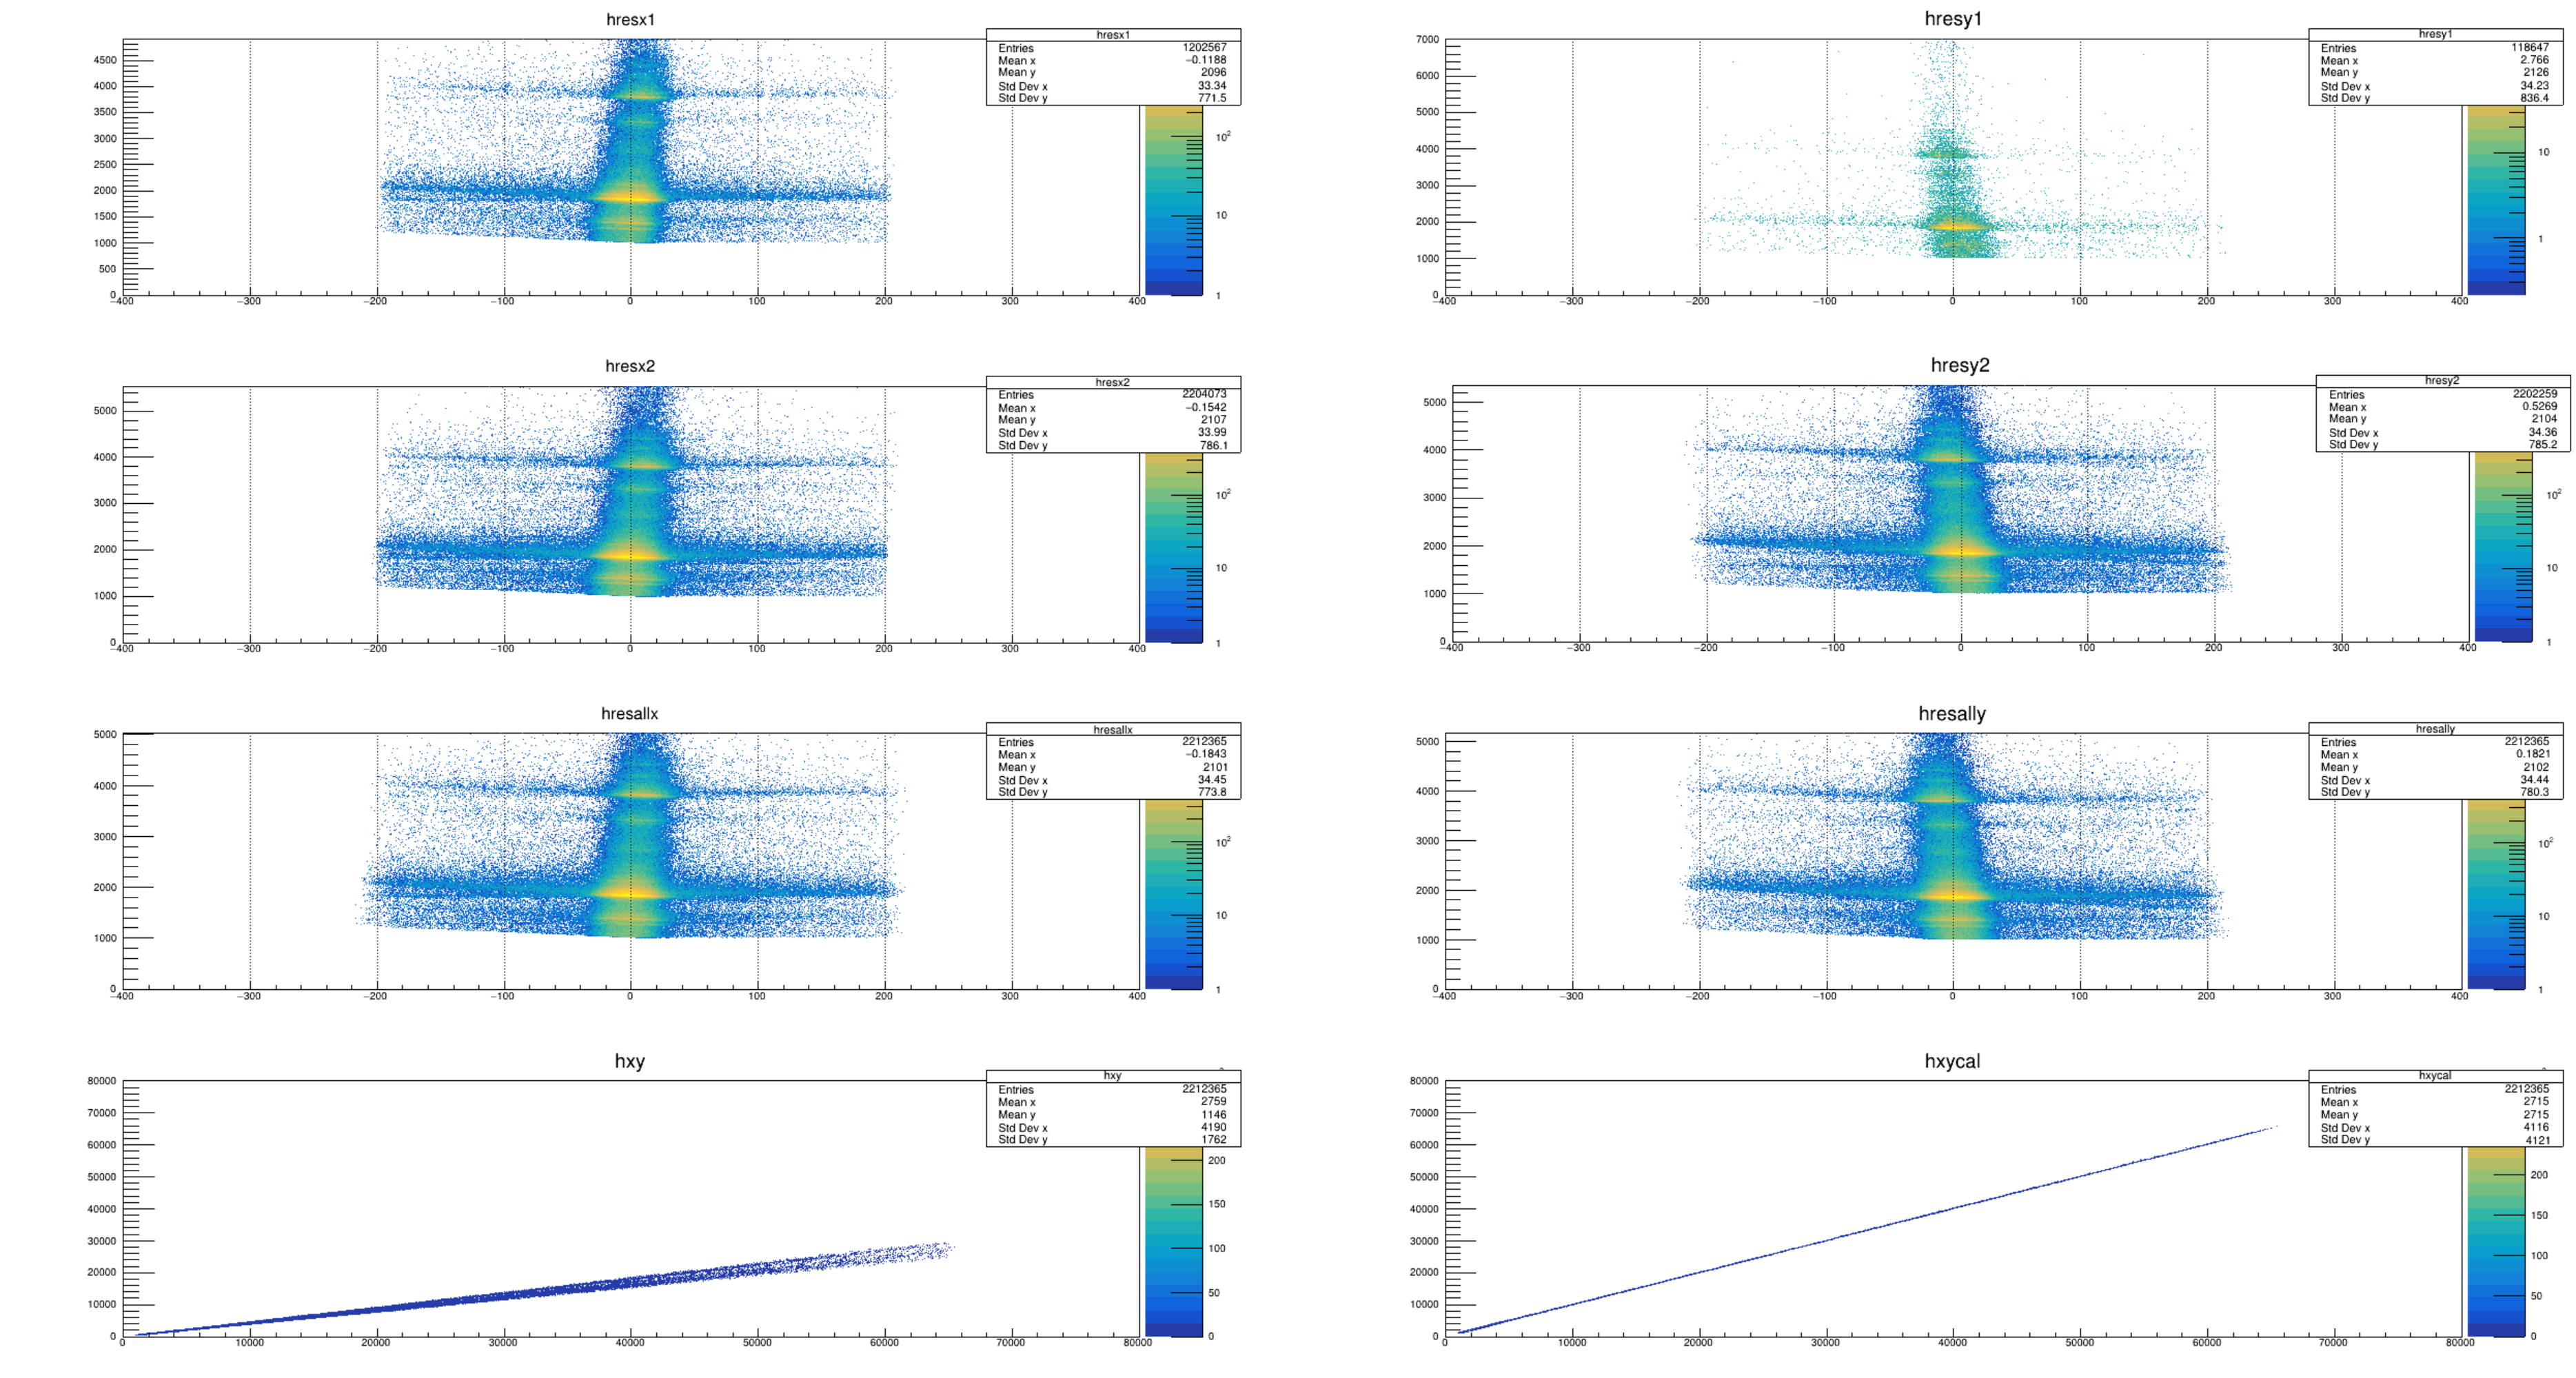 hresx1
hresx1
Entries 1202567
Mean x −0.1188
Mean y 2096
Std Dev x 33.34
Std Dev y 771.5
4500
4000
3500
3000
2500
2000
1500
1000
500
0
−400 −300 −200 −100 0 100 200 300 400
10²
10
1
hresy1
hresy1
Entries 118647
Mean x 2.766
Mean y 2126
Std Dev x 34.23
Std Dev y 836.4
7000
6000
5000
4000
3000
2000
1000
0
−400 −300 −200 −100 0 100 200 300 400
10
1
hresx2
hresx2
Entries 2204073
Mean x −0.1542
Mean y 2107
Std Dev x 33.99
Std Dev y 786.1
5000
4000
3000
2000
1000
0
−400 −300 −200 −100 0 100 200 300 400
10²
10
1
hresy2
hresy2
Entries 2202259
Mean x 0.5269
Mean y 2104
Std Dev x 34.36
Std Dev y 785.2
5000
4000
3000
2000
1000
0
−400 −300 −200 −100 0 100 200 300 400
10²
10
1
hresallx
hresallx
Entries 2212365
Mean x −0.1843
Mean y 2101
Std Dev x 34.45
Std Dev y 773.8
5000
4000
3000
2000
1000
0
−400 −300 −200 −100 0 100 200 300 400
10²
10
1
hresally
hresally
Entries 2212365
Mean x 0.1821
Mean y 2102
Std Dev x 34.44
Std Dev y 780.3
5000
4000
3000
2000
1000
0
−400 −300 −200 −100 0 100 200 300 400
10²
10
1
hxy
hxy
Entries 2212365
Mean x 2759
Mean y 1146
Std Dev x 4190
Std Dev y 1762
80000
70000
60000
50000
40000
30000
20000
10000
0
0 10000 20000 30000 40000 50000 60000 70000 80000
200
150
100
50
0
hxycal
hxycal
Entries 2212365
Mean x 2715
Mean y 2715
Std Dev x 4116
Std Dev y 4121
80000
70000
60000
50000
40000
30000
20000
10000
0
0 10000 20000 30000 40000 50000 60000 70000 80000
200
150
100
50
0